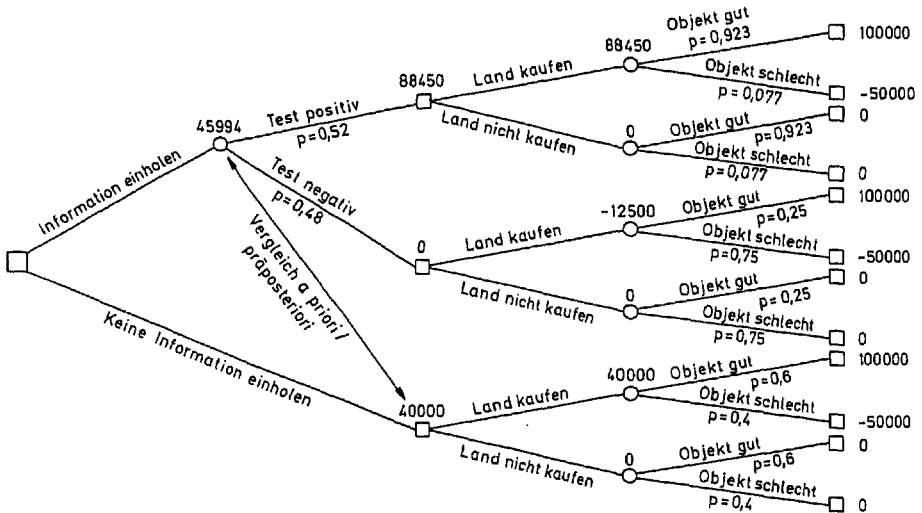 Objekt gut
p=0,923
100000
88450
Land kaufen
Objekt schlecht
p=0,077
-50000
88450
Test positiv
p=0,52
45994
Land nicht kaufen
0
Objekt gut
p=0,923
0
Objekt schlecht
p=0,077
0
Information einholen
Test negativ
p=0,48
Objekt gut
p=0,25
100000
-12500
Land kaufen
Objekt schlecht
p=0,75
-50000
0
Land nicht kaufen
0
Objekt gut
p=0,25
0
Objekt schlecht
p=0,75
0
Vergleich a priori/
präposteriori
Keine Information einholen
Objekt gut
p=0,6
100000
40000
Land kaufen
Objekt schlecht
p=0,4
-50000
40000
Land nicht kaufen
0
Objekt gut
p=0,6
0
Objekt schlecht
p=0,4
0